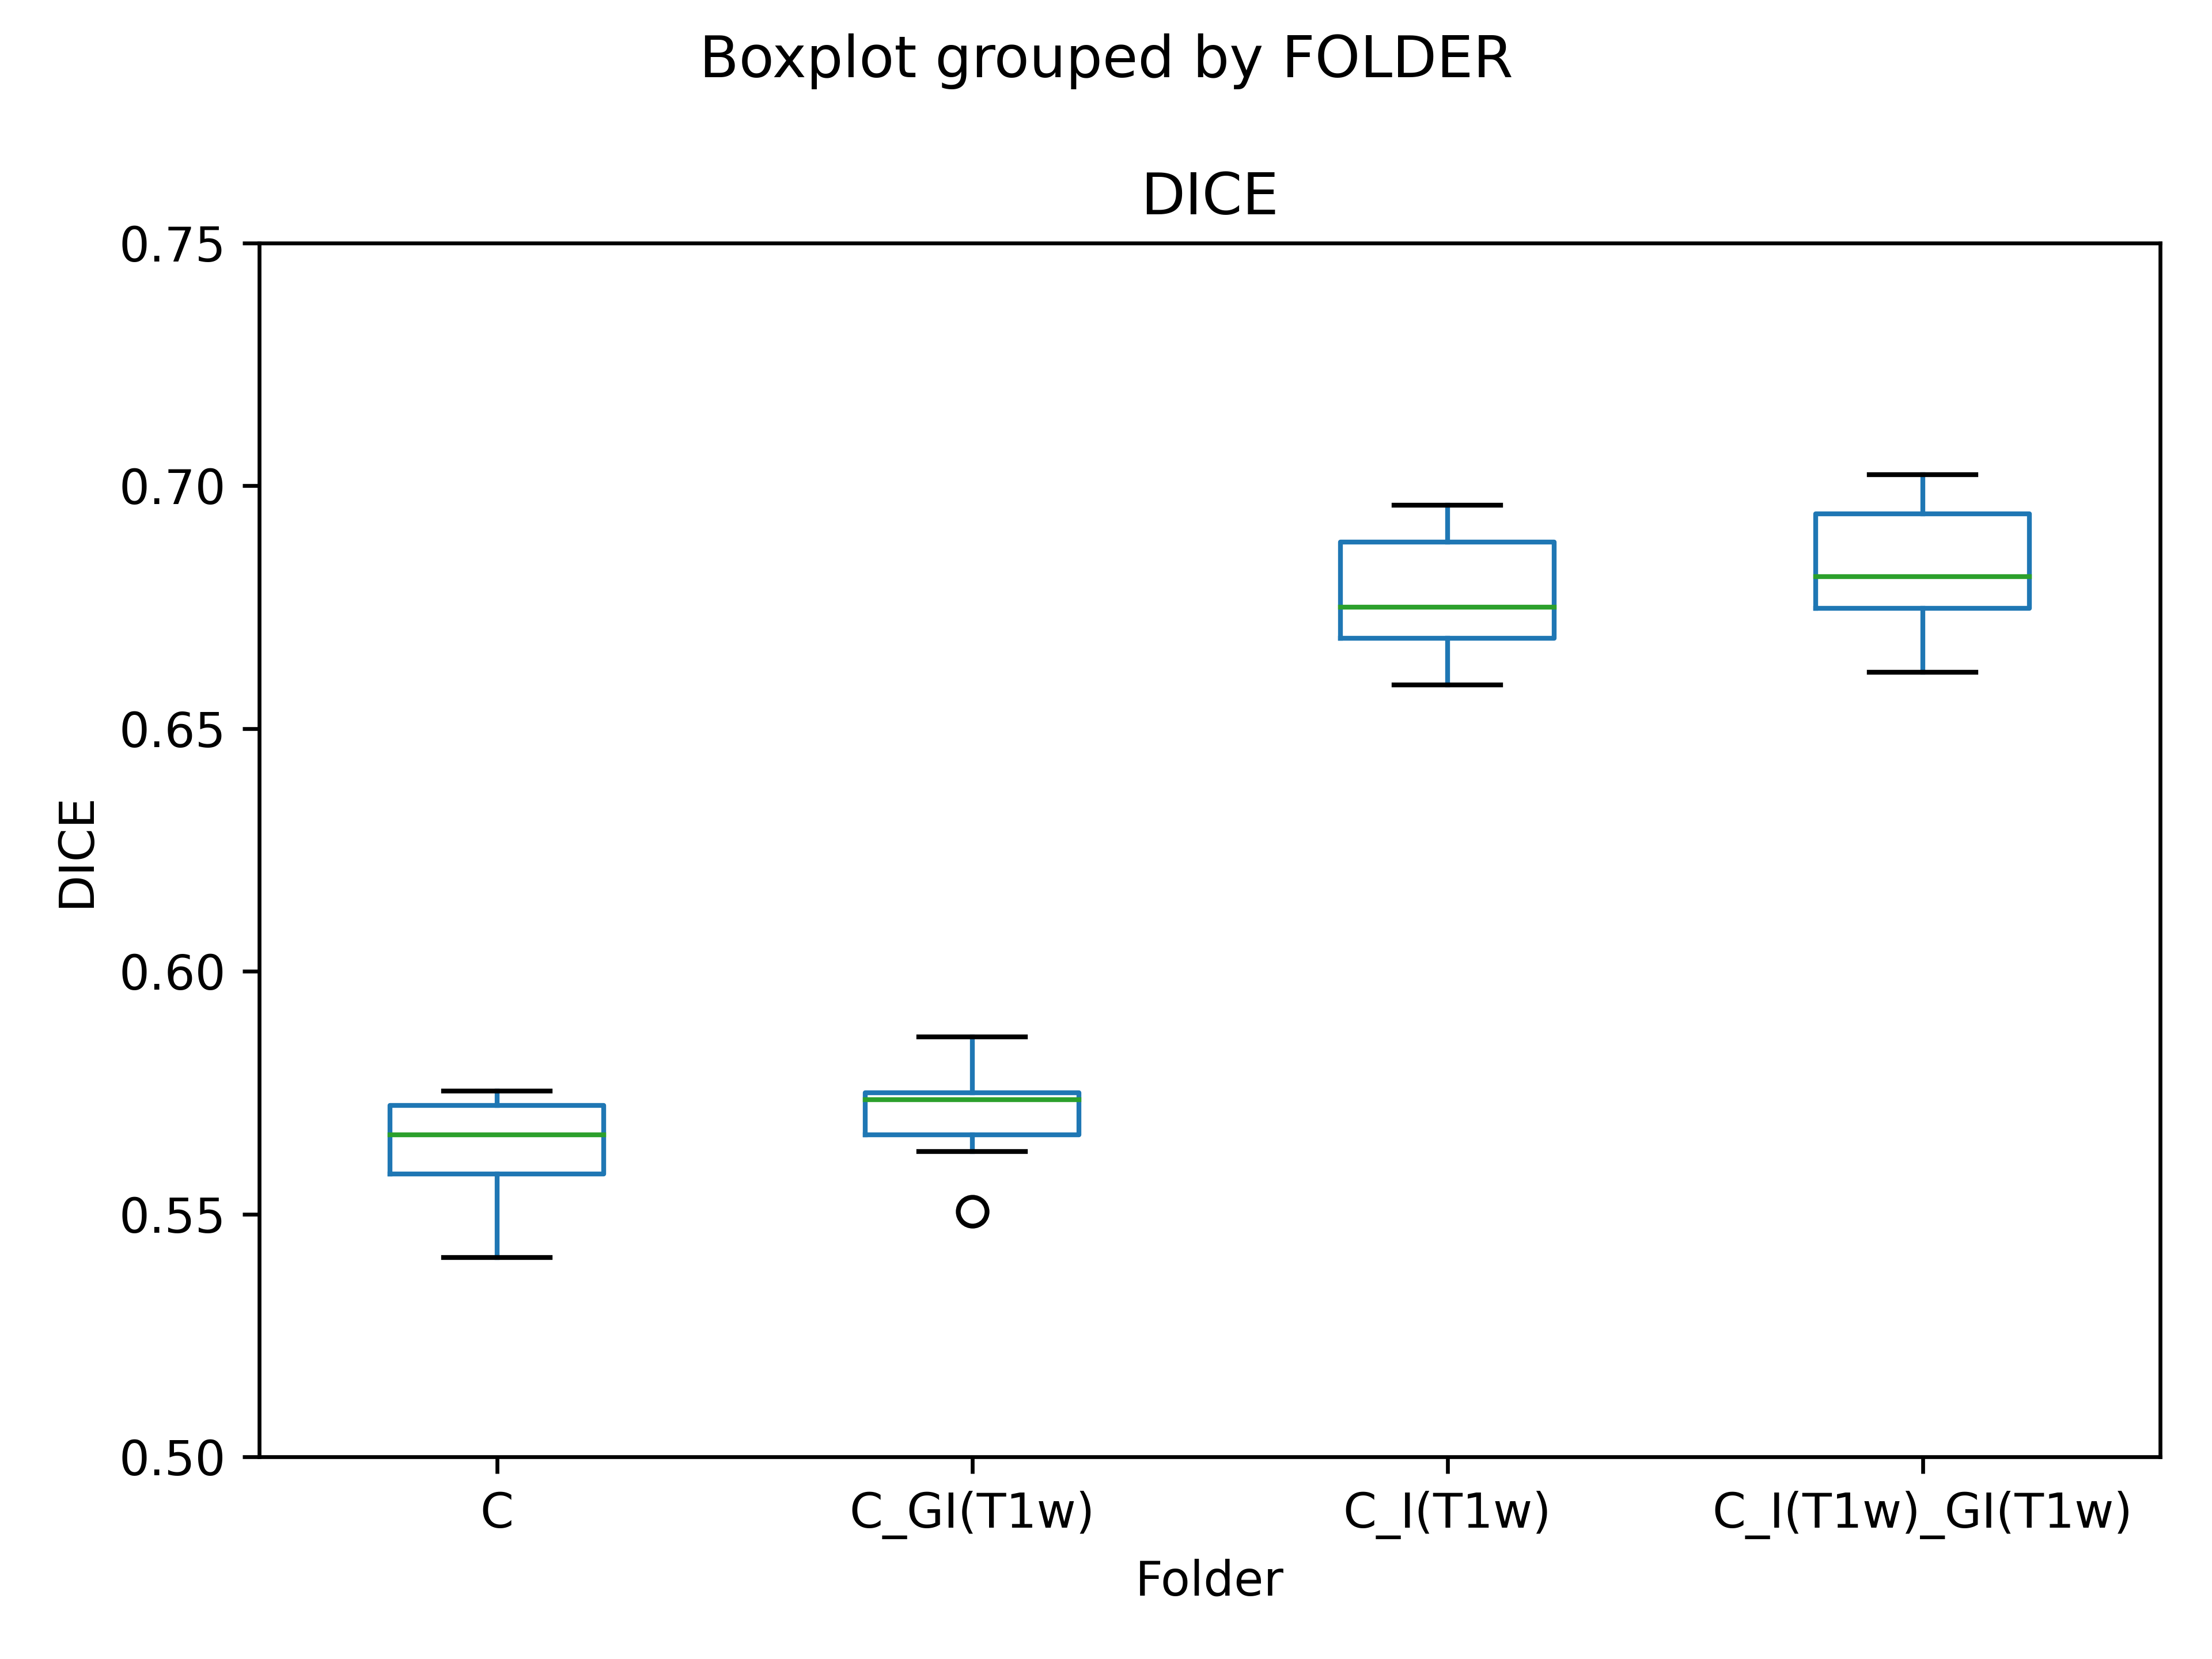 Boxplot grouped by FOLDER
DICE
0.75
0.70
0.65
0.60
0.55
0.50
DICE
C C_GI(T1w) C_I(T1w) C_I(T1w)_GI(T1w)
Folder